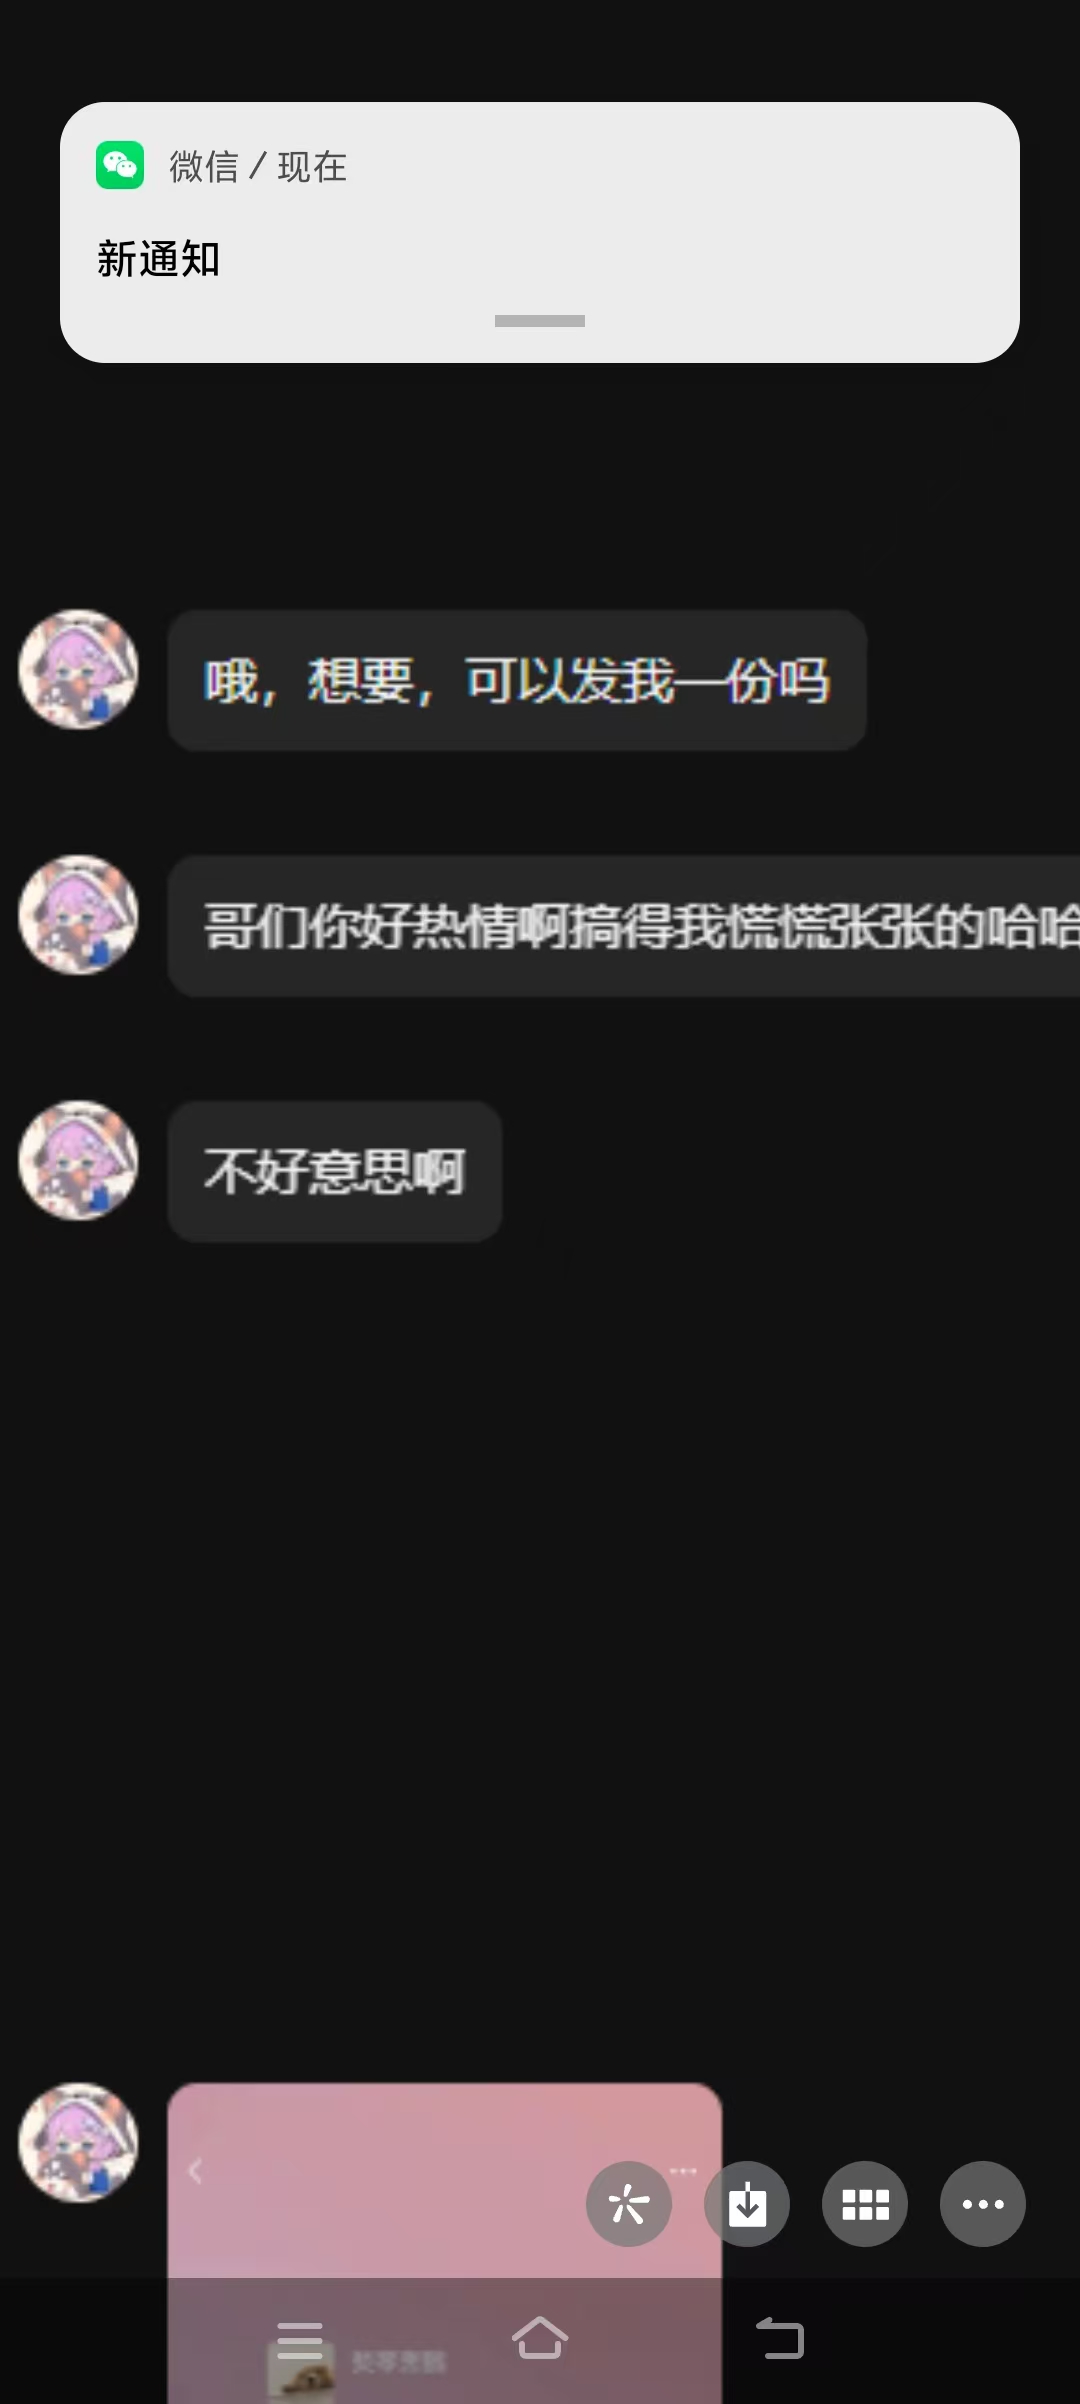 微信 / 现在
新通知
哦，想要，可以发我一份吗
哥们你好热情啊搞得我慌慌张张的哈哈
不好意思啊